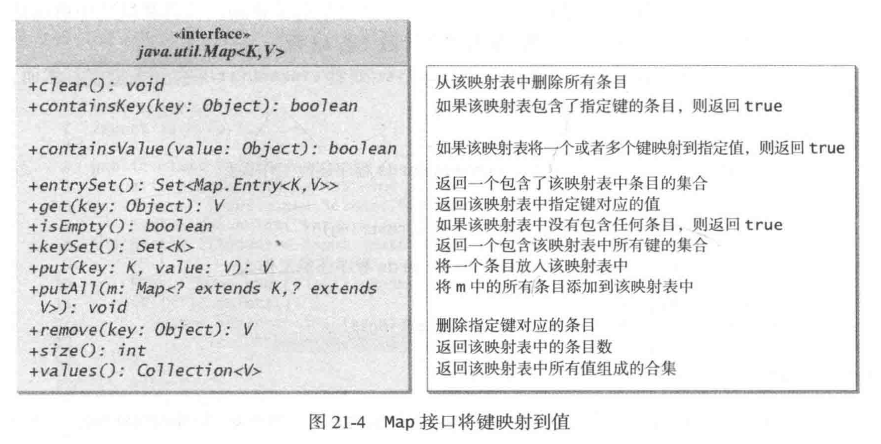 «interface»
java.util.Map<K,V>
+clear(): void
+containsKey(key: Object): boolean
+containsValue(value: Object): boolean
+entrySet(): Set<Map.Entry<K,V>>
+get(key: Object): V
+isEmpty(): boolean
+keySet(): Set<K>
+put(key: K, value: V): V
+putAll(m: Map<? extends K,? extends
V>): void
+remove(key: Object): V
+size(): int
+values(): Collection<V>
从该映射表中删除所有条目
如果该映射表包含了指定键的条目，则返回 true
如果该映射表将一个或者多个键映射到指定值，则返回 true
返回一个包含了该映射表中条目的集合
返回该映射表中指定键对应的值
如果该映射表中没有包含任何条目，则返回 true
返回一个包含该映射表中所有键的集合
将一个条目放入该映射表中
将 m 中的所有条目添加到该映射表中
删除指定键对应的条目
返回该映射表中的条目数
返回该映射表中所有值组成的合集
图 21-4 Map 接口将键映射到值